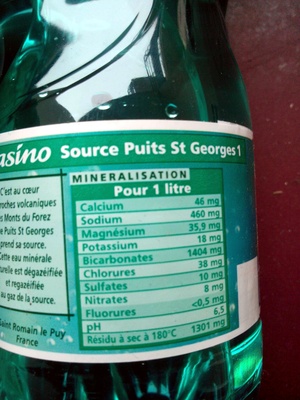 asino Source Puits St Georges 1
C'est au cœur
roches volcaniques
Monts du Forez
Puits St Georges
prend sa source.
Cette eau minérale
est dégazéifiée
et regazéifiée
au gaz de la source.
Saint Romain le Puy
France
MINERALISATION
Pour 1 litre
Calcium 46 mg
Sodium 460 mg
Magnésium 35,9 mg
Potassium 18 mg
Bicarbonates 1404 mg
Chlorures 38 mg
Sulfates 10 mg
Nitrates 8 mg
Fluorures <0,5 mg
pH 6,5
Résidu à sec à 180°C 1301 mg